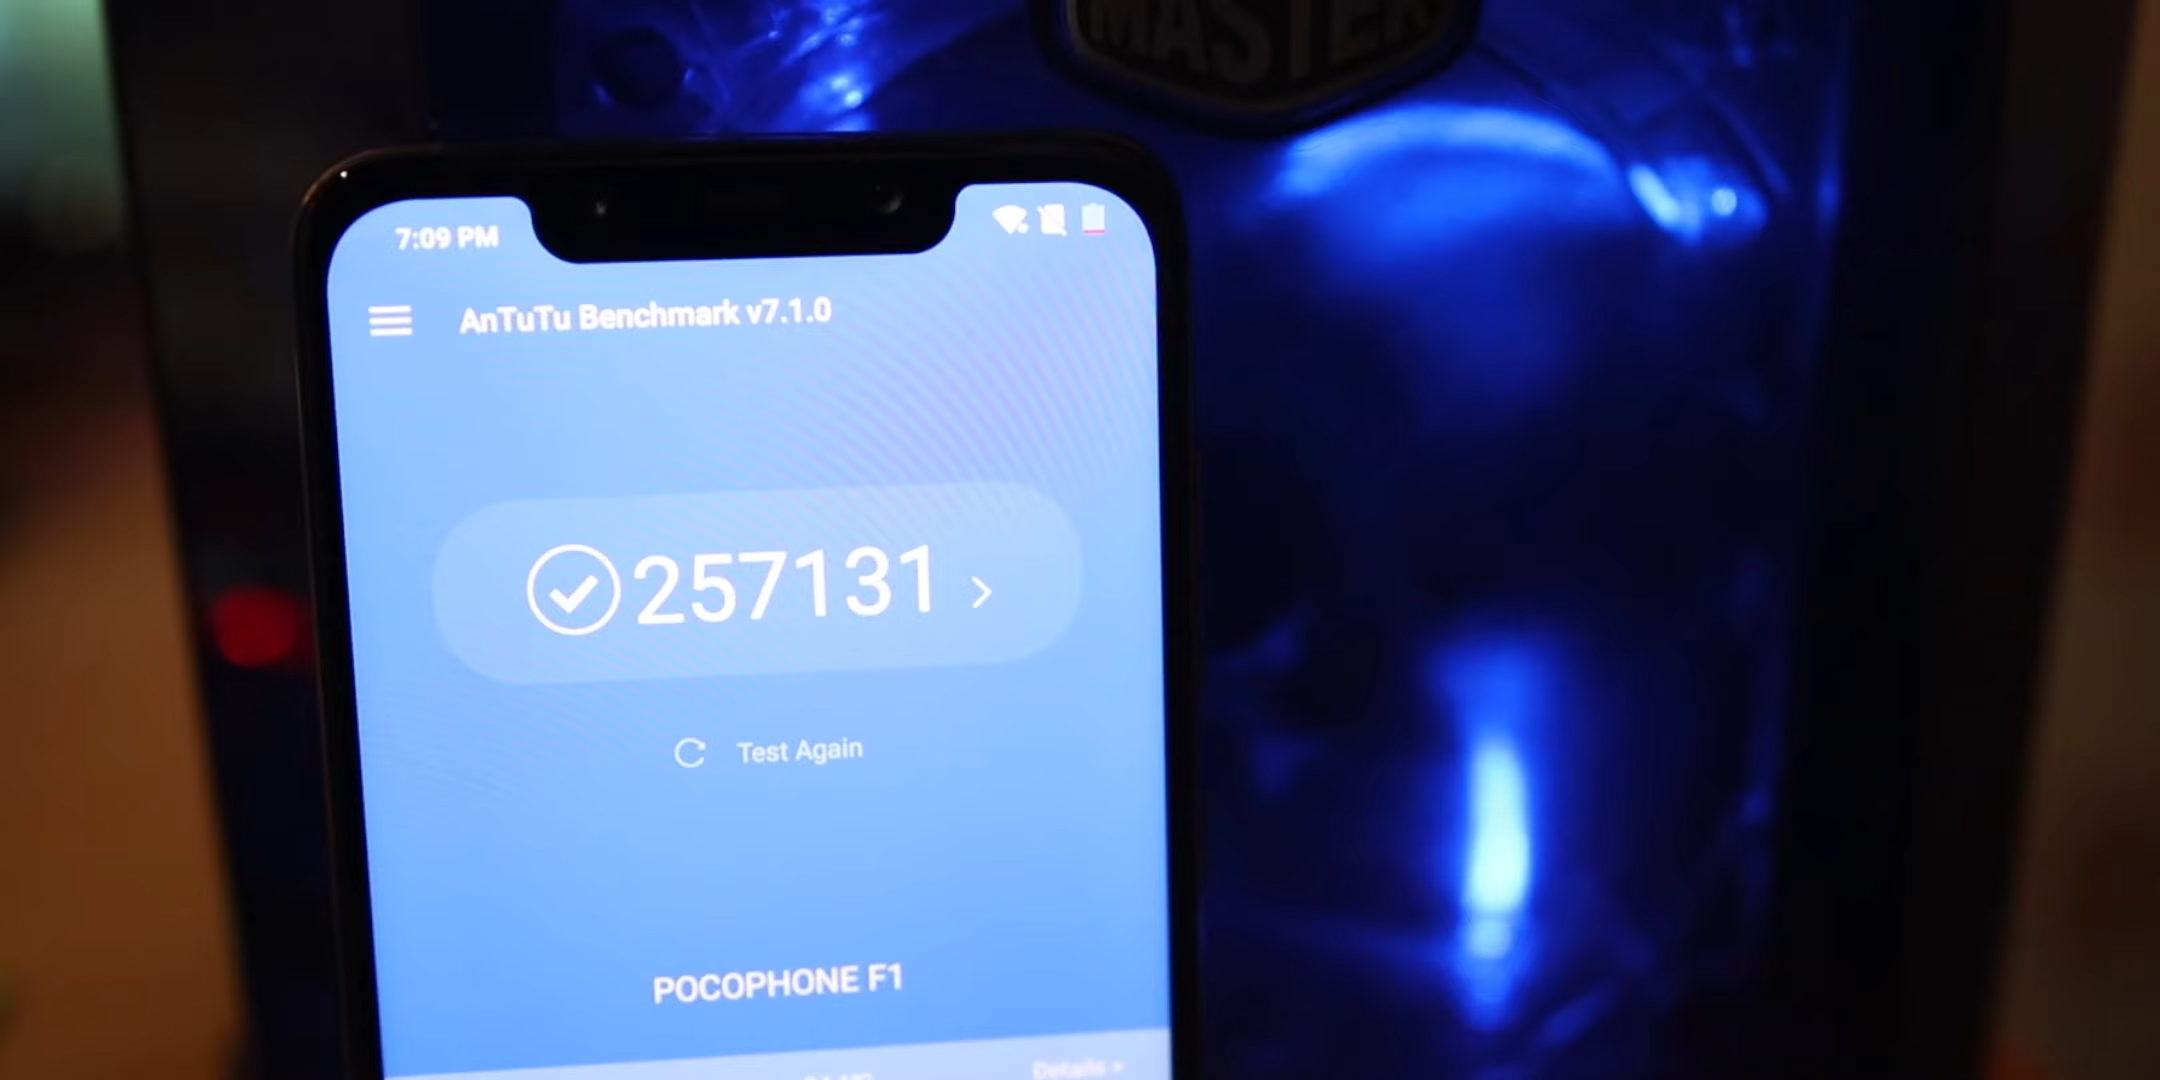 MASTER
7:09 PM
AnTuTu Benchmark v7.1.0
257131
Test Again
POCOPHONE F1
Details >